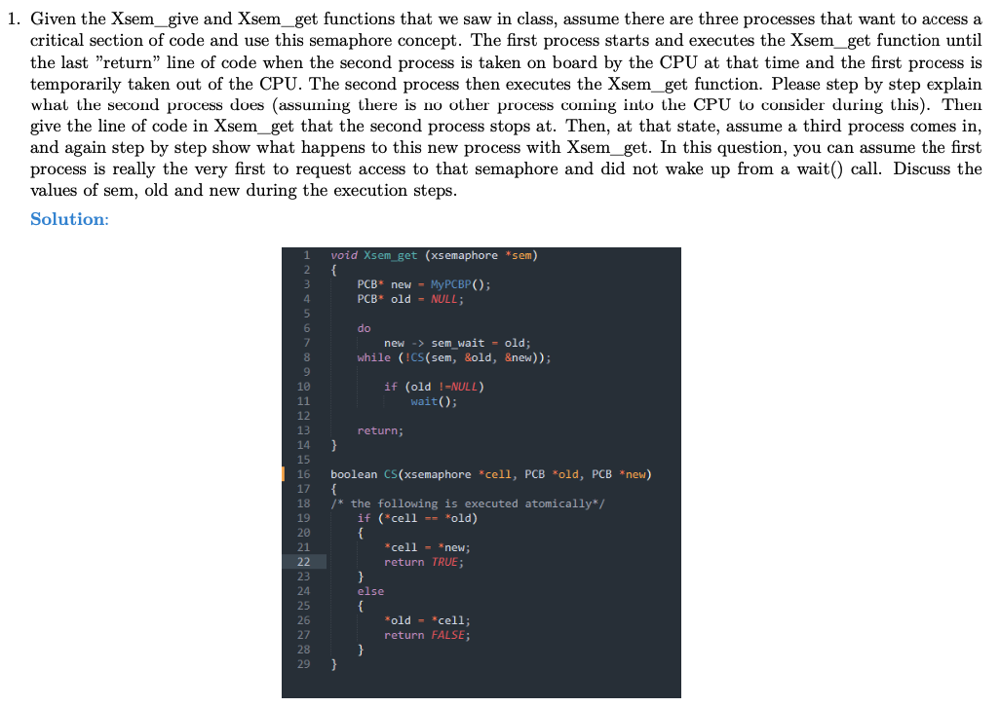 1. Given the Xsem_give and Xsem_get functions that we saw in class, assume there are three processes that want to access a
critical section of code and use this semaphore concept. The first process starts and executes the Xsem_get function until
the last "return" line of code when the second process is taken on board by the CPU at that time and the first process is
temporarily taken out of the CPU. The second process then executes the Xsem_get function. Please step by step explain
what the second process does (assuming there is no other process coming into the CPU to consider during this). Then
give the line of code in Xsem_get that the second process stops at. Then, at that state, assume a third process comes in,
and again step by step show what happens to this new process with Xsem_get. In this question, you can assume the first
process is really the very first to request access to that semaphore and did not wake up from a wait() call. Discuss the
values of sem, old and new during the execution steps.
Solution:
1 void Xsem_get (xsemaphore *sem)
2 {
3 PCB* new = MyPCBP();
4 PCB* old = NULL;
5
6 do
7 new -> sem_wait = old;
8 while (!CS(sem, &old, &new));
9
10 if (old !=NULL)
11 wait();
12
13 return;
14 }
15
16 boolean CS(xsemaphore *cell, PCB *old, PCB *new)
17 {
18 /* the following is executed atomically*/
19 if (*cell == *old)
20 {
21 *cell = *new;
22 return TRUE;
23 }
24 else
25 {
26 *old = *cell;
27 return FALSE;
28 }
29 }